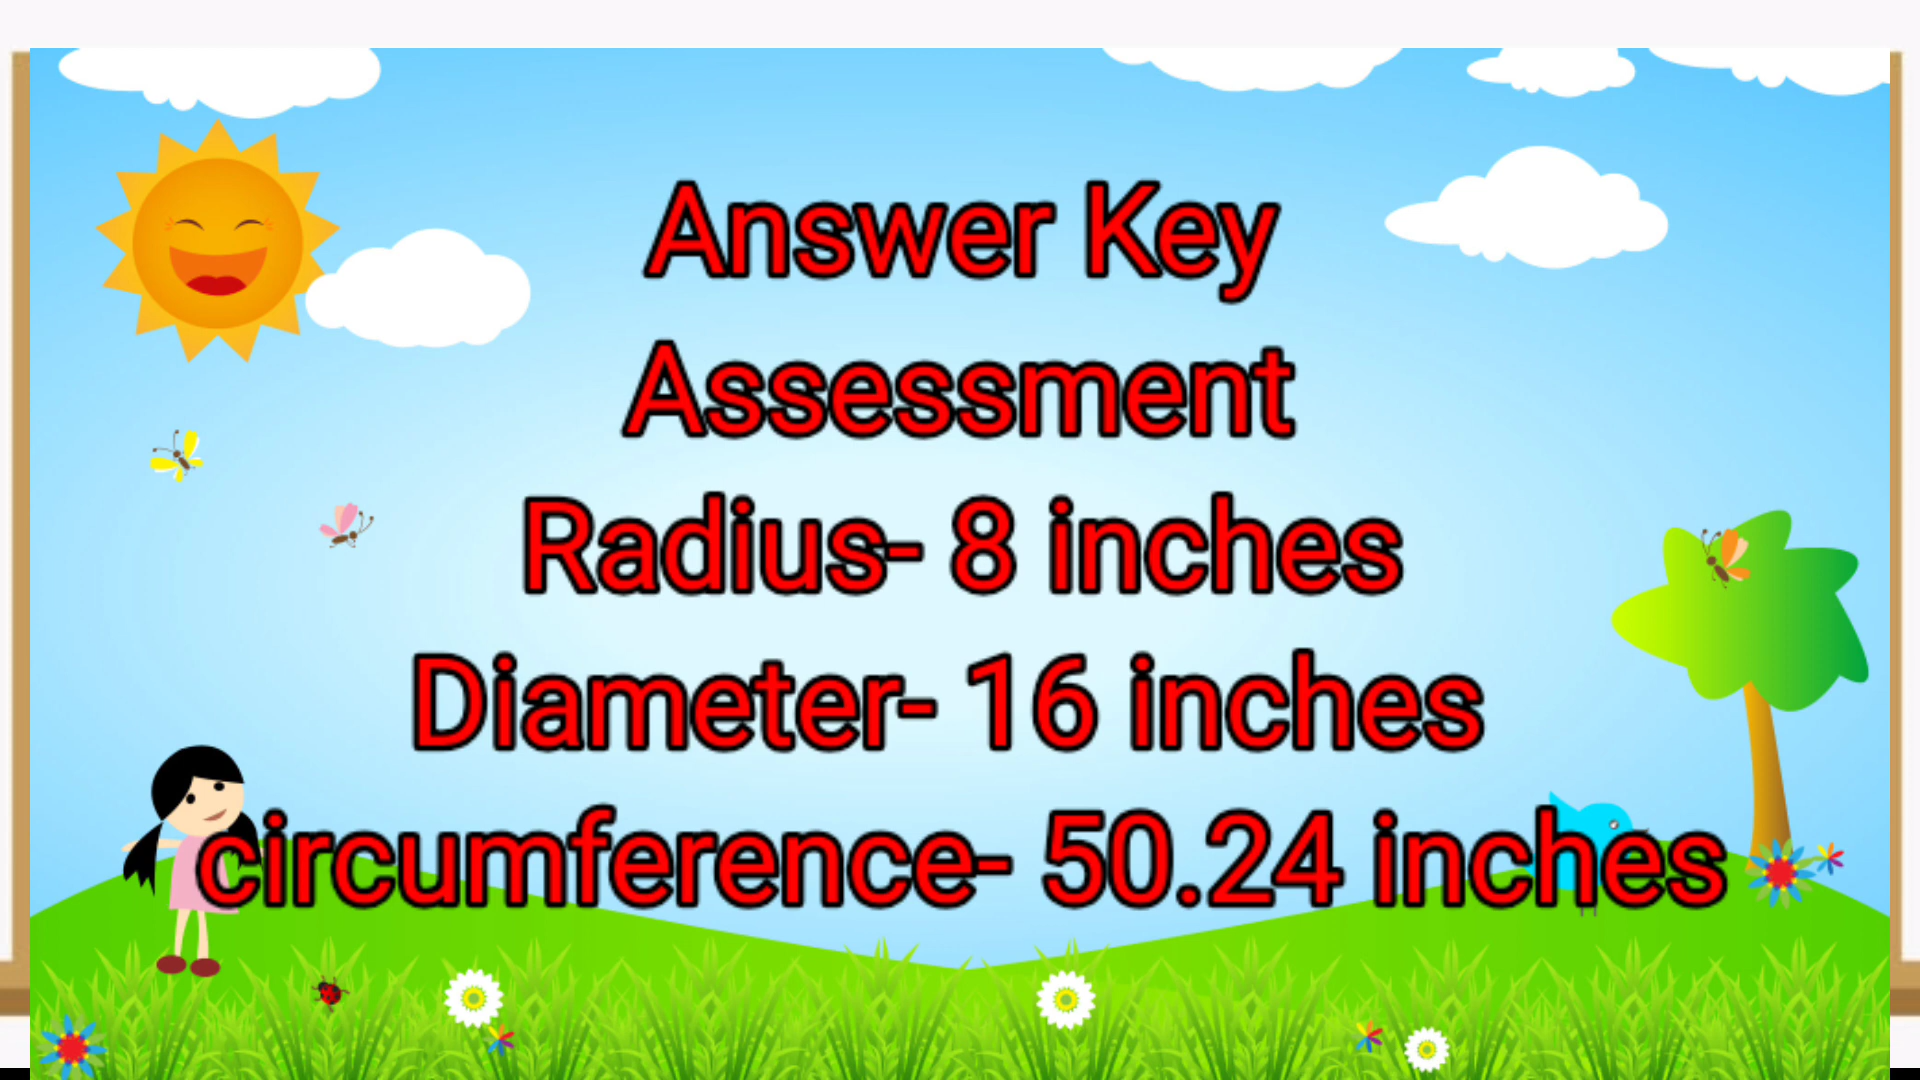 Answer Key
Assessment
Radius- 8 inches
Diameter- 16 inches
circumference- 50.24 inches